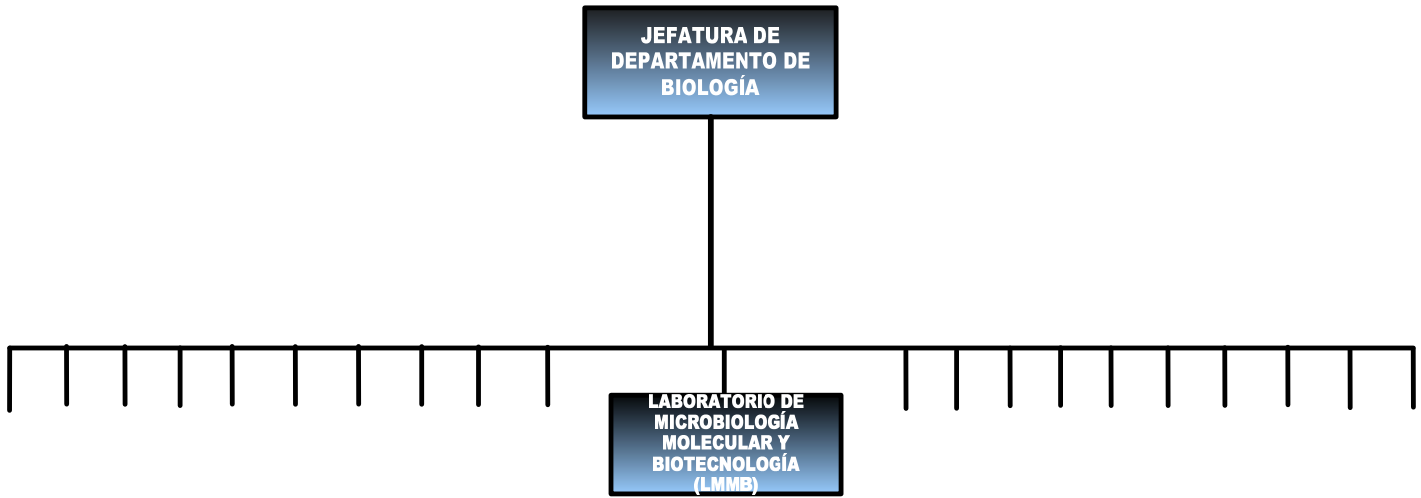 JEFATURA DE
DEPARTAMENTO DE
BIOLOGÍA
LABORATORIO DE
MICROBIOLOGÍA
MOLECULAR Y
BIOTECNOLOGÍA
(LMMB)